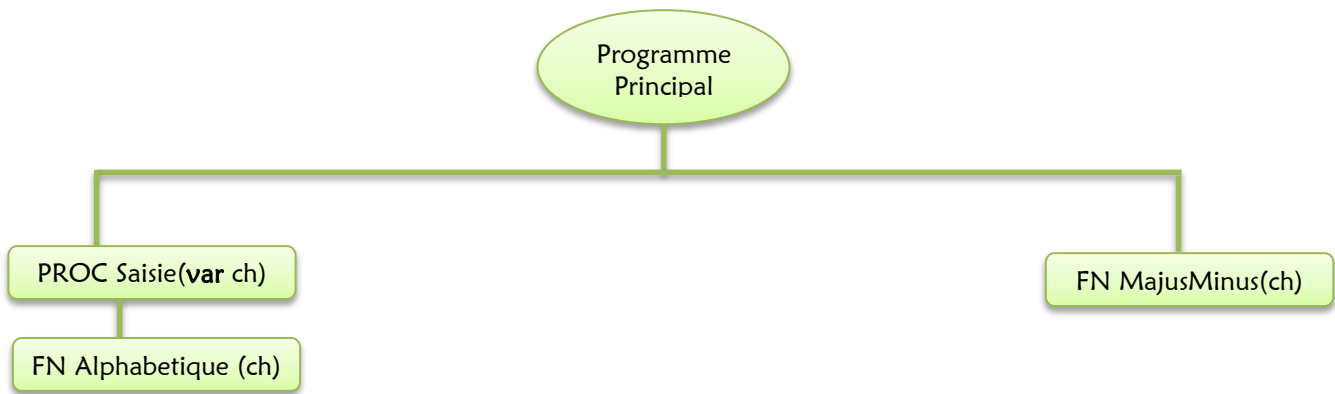 Programme
Principal
PROC Saisie(var ch)
FN MajusMinus(ch)
FN Alphabetique (ch)